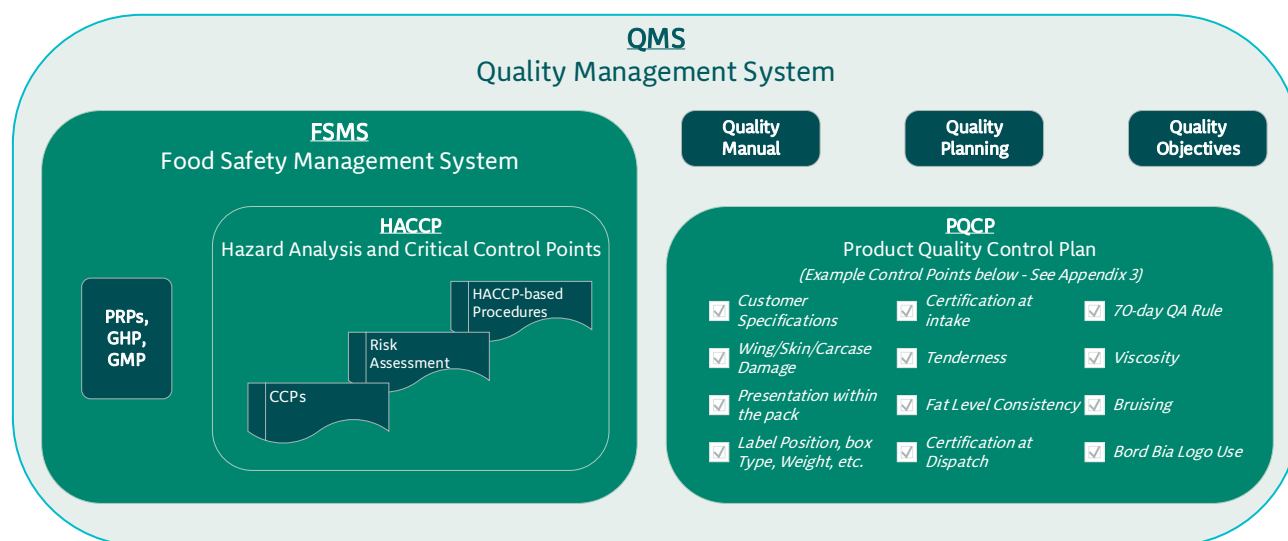 QMS
Quality Management System
FSMS
Food Safety Management System
PRPs,
GHP,
GMP
HACCP
Hazard Analysis and Critical Control Points
HACCP-based
Procedures
Risk
Assessment
CCPs
Quality
Manual
Quality
Planning
Quality
Objectives
PQCP
Product Quality Control Plan
(Example Control Points below - See Appendix 3)
Customer
Specifications
Certification at
intake
70-day QA Rule
Wing/Skin/Carcase
Damage
Tenderness
Viscosity
Presentation within
the pack
Fat Level Consistency
Bruising
Label Position, box
Type, Weight, etc.
Certification at
Dispatch
Bord Bia Logo Use